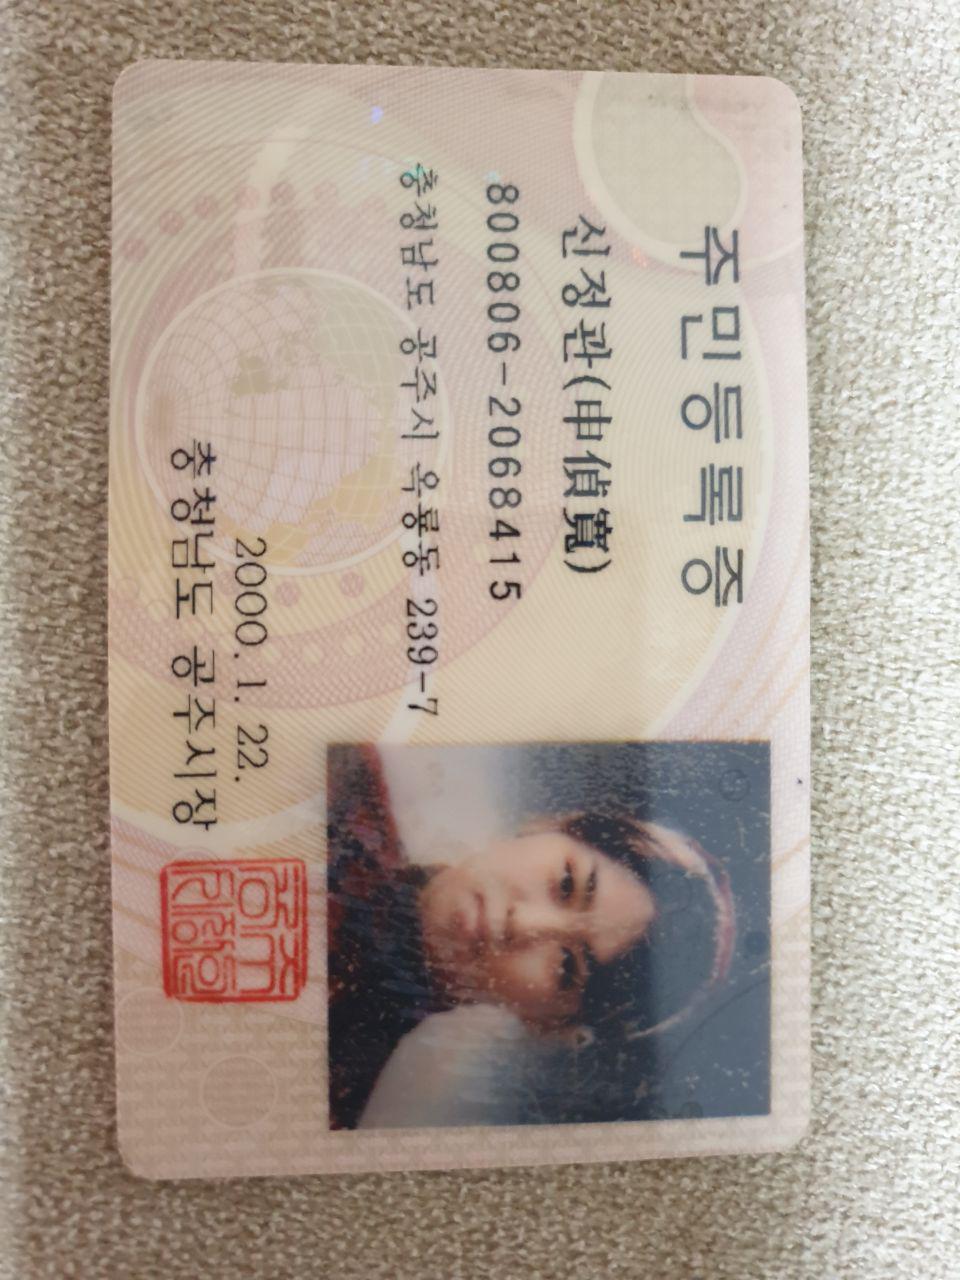 주민등록증
신정관(申偵寬)
800806-2068415
충청남도 공주시 옥룡동 239-7
2000. 1. 22.
충청남도 공주시장